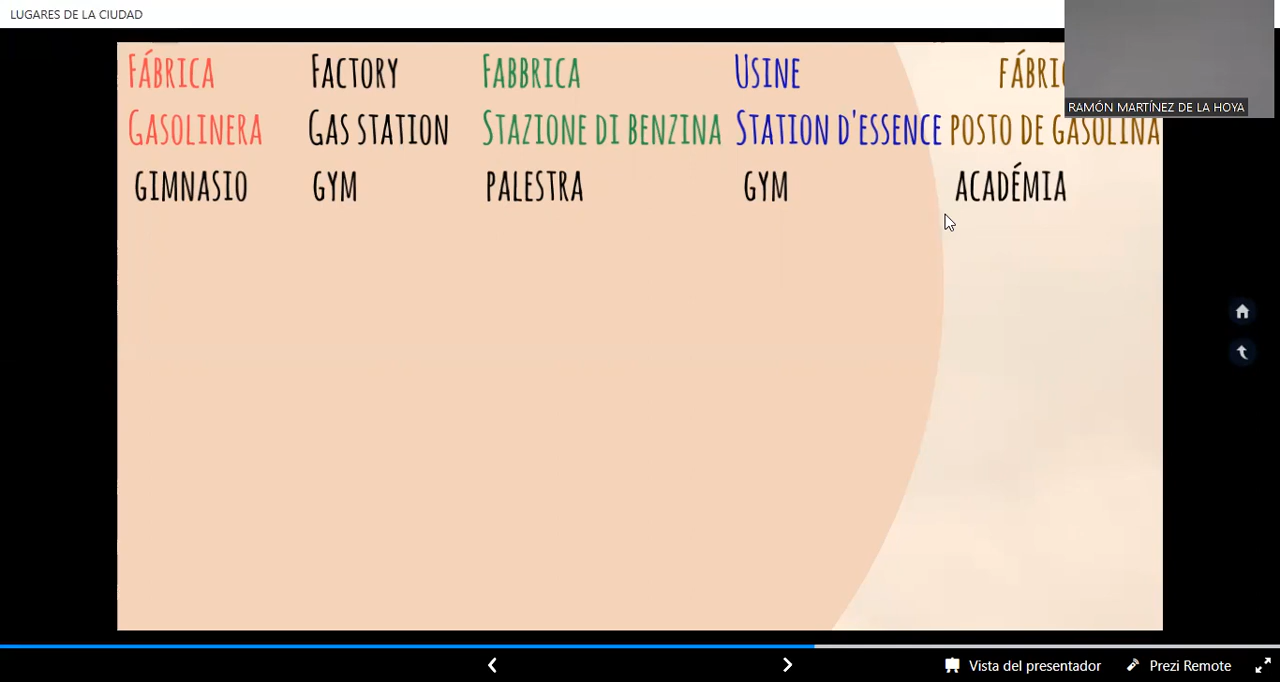 LUGARES DE LA CIUDAD
RAMÓN MARTÍNEZ DE LA HOYA
FÁBRICA FACTORY FABBRICA USINE
GASOLINERA GAS STATION STAZIONE DI BENZINA STATION D'ESSENCE POSTO DE GASOLINA
GIMNASIO GYM PALESTRA GYM ACADÉMIA
Vista del presentador Prezi Remote